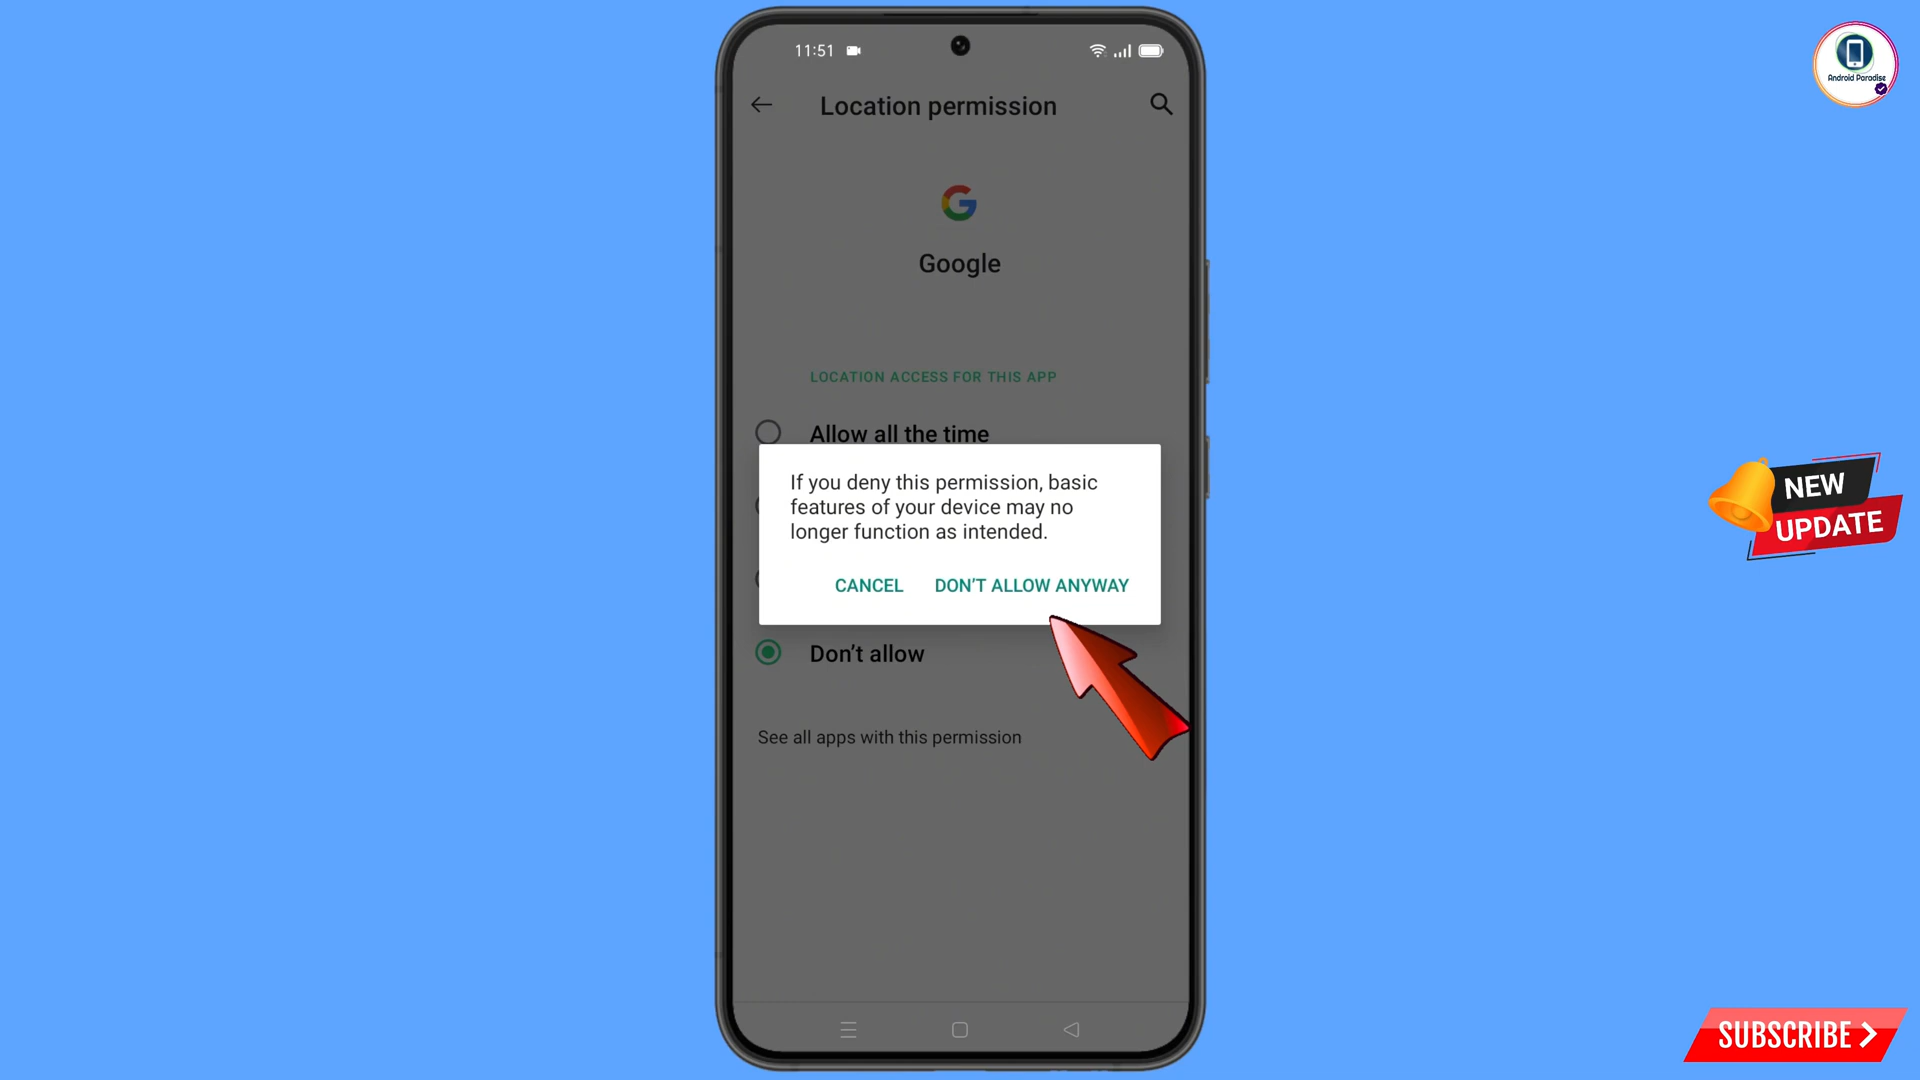 11:51
Android Paradise
Location permission
Google
LOCATION ACCESS FOR THIS APP
Allow all the time
If you deny this permission, basic
features of your device may no
longer function as intended.
NEW
UPDATE
CANCEL DON’T ALLOW ANYWAY
Don’t allow
See all apps with this permission
SUBSCRIBE